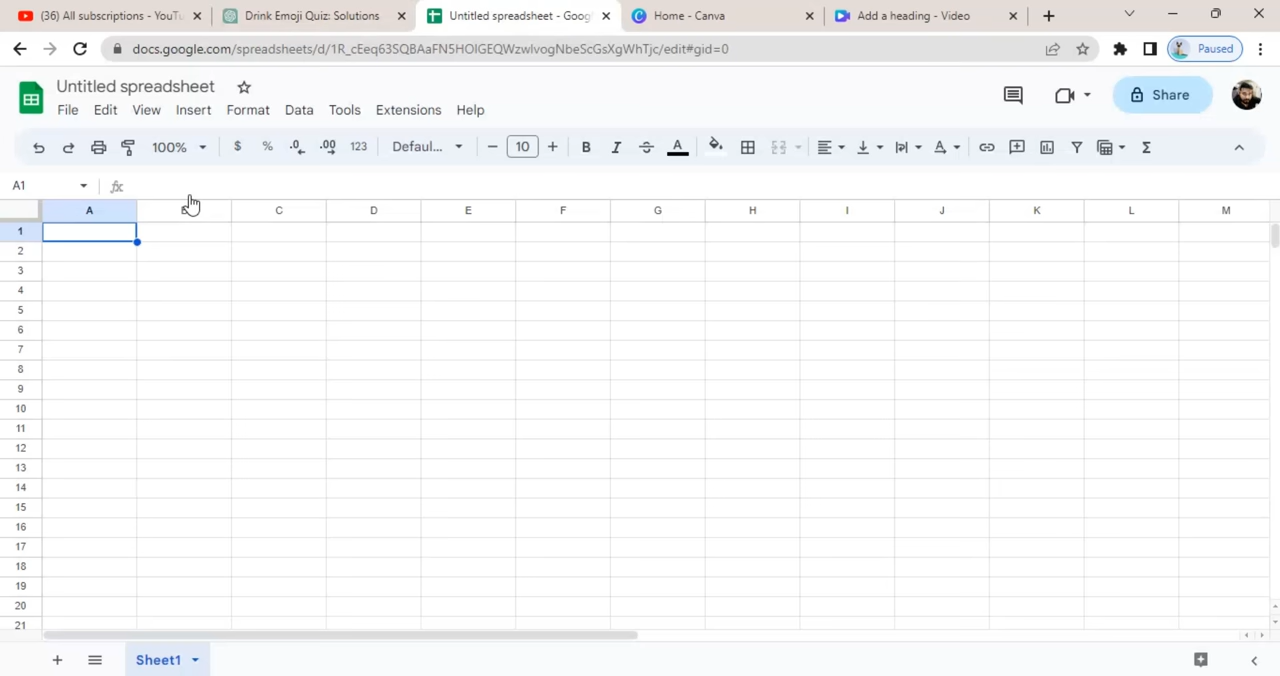 (36) All subscriptions - YouTu
Drink Emoji Quiz: Solutions
Untitled spreadsheet - Goog
Home - Canva
Add a heading - Video
docs.google.com/spreadsheets/d/1R_cEeq63SQBAaFN5HOIGEQWzwlvogNbeScGsXgWhTjc/edit#gid=0
Paused
Untitled spreadsheet
File Edit View Insert Format Data Tools Extensions Help
Share
100% $ % .0 .00 123 Defaul... 10 B I A Σ
A1 fx
A C D E F G H I J K L M
1
2
3
4
5
6
7
8
9
10
11
12
13
14
15
16
17
18
19
20
21
Sheet1